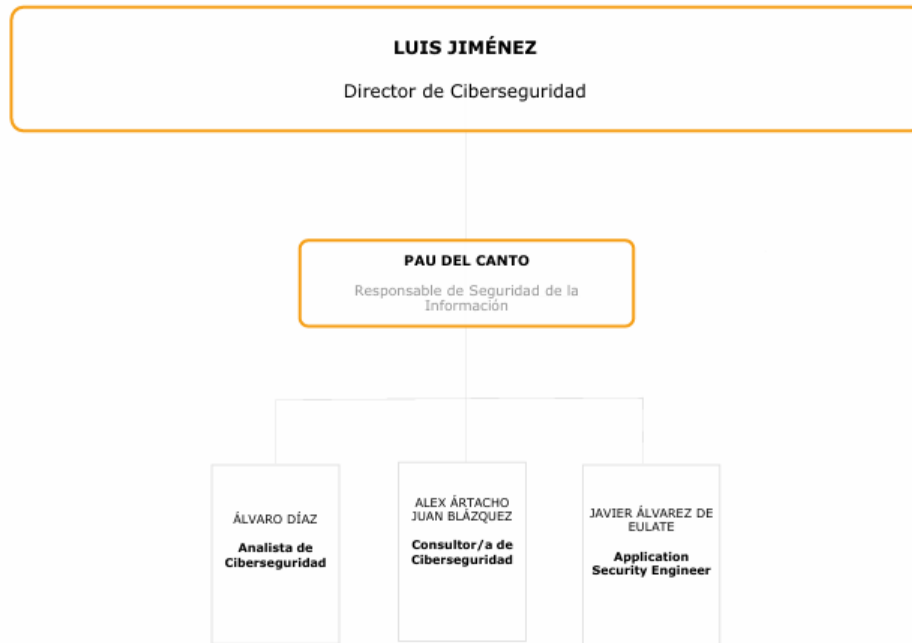 LUIS JIMÉNEZ
Director de Ciberseguridad
PAU DEL CANTO
Responsable de Seguridad de la
Información
ÁLVARO DÍAZ
Analista de
Ciberseguridad
ALEX ÁRTACHO
JUAN BLÁZQUEZ
Consultor/a de
Ciberseguridad
JAVIER ÁLVAREZ DE
EULATE
Application
Security Engineer